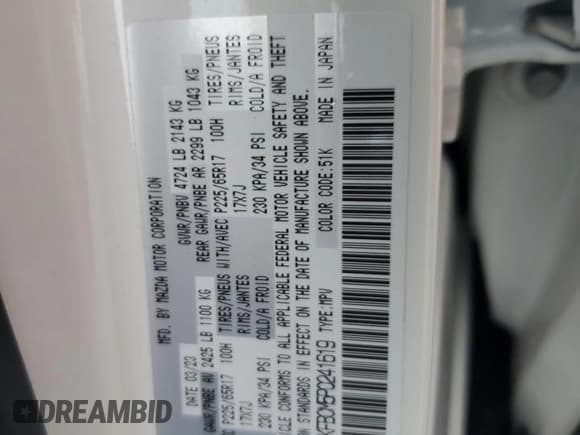 MFD. BY MAZDA MOTOR CORPORATION
DATE 03/23 GVWR/PNBV 4724 LB 2143 KG
GAWR/PNBE AV 2425 LB 1100 KG REAR GAWR/PNBE AR 2299 LB 1043 KG
TIRES/PNEUS WITH/AVEC P225/65R17 100H TIRES/PNEUS
P225/65R17 100H RIMS/JANTES 17X7J RIMS/JANTES
17X7J COLD/A FROID 230 KPA/34 PSI COLD/A FROID
230 KPA/34 PSI
CONFORMS TO ALL APPLICABLE FEDERAL MOTOR VEHICLE SAFETY AND THEFT
STANDARDS IN EFFECT ON THE DATE OF MANUFACTURE SHOWN ABOVE.
241619 TYPE:MPV COLOR CODE:51K MADE IN JAPAN
AUTOBIDMASTER